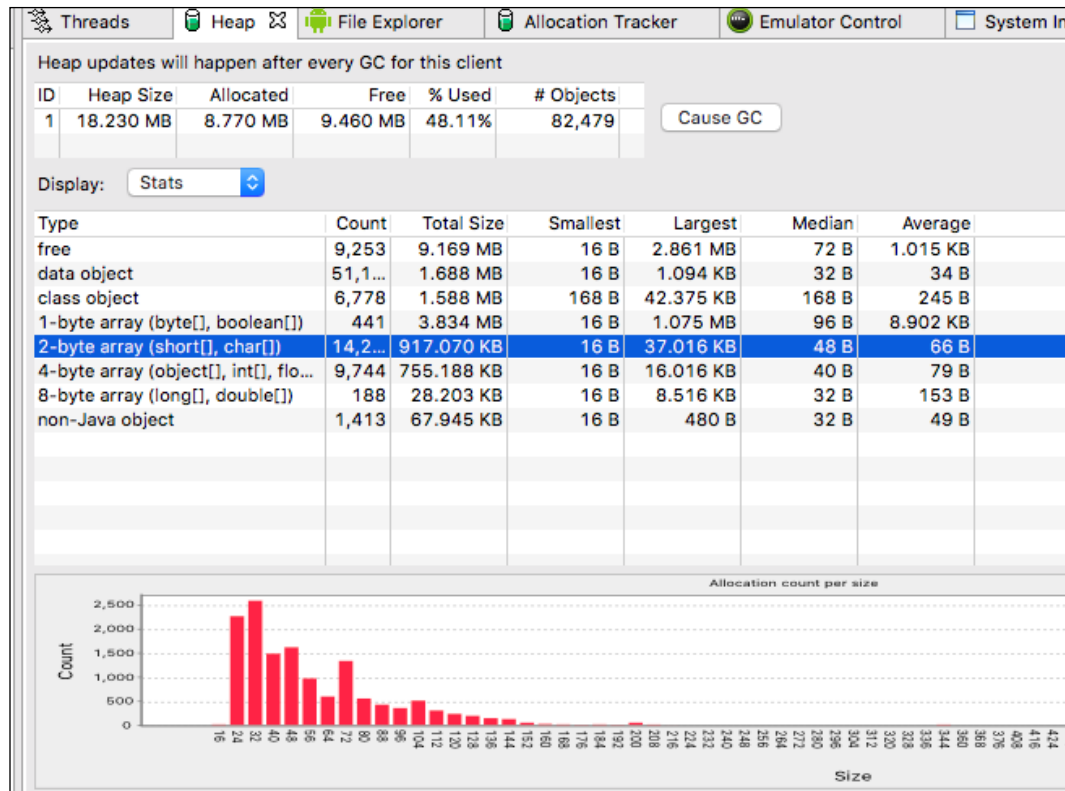 Threads Heap File Explorer Allocation Tracker Emulator Control System In
Heap updates will happen after every GC for this client
ID Heap Size Allocated Free % Used # Objects
1 18.230 MB 8.770 MB 9.460 MB 48.11% 82,479
Cause GC
Display: Stats
Type Count Total Size Smallest Largest Median Average
free 9,253 9.169 MB 16 B 2.861 MB 72 B 1.015 KB
data object 51,1... 1.688 MB 16 B 1.094 KB 32 B 34 B
class object 6,778 1.588 MB 168 B 42.375 KB 168 B 245 B
1-byte array (byte[], boolean[]) 441 3.834 MB 16 B 1.075 MB 96 B 8.902 KB
2-byte array (short[], char[]) 14,2... 917.070 KB 16 B 37.016 KB 48 B 66 B
4-byte array (object[], int[], flo... 9,744 755.188 KB 16 B 16.016 KB 40 B 79 B
8-byte array (long[], double[]) 188 28.203 KB 16 B 8.516 KB 32 B 153 B
non-Java object 1,413 67.945 KB 16 B 480 B 32 B 49 B
Allocation count per size
Count
2,500
2,000
1,500
1,000
500
0
16 24 32 40 48 56 64 72 80 88 96 104 112 120 128 136 144 152 160 168 176 184 192 200 208 216 224 232 240 248 256 264 272 280 296 304 312 320 328 336 344 360 368 376 408 416 424
Size